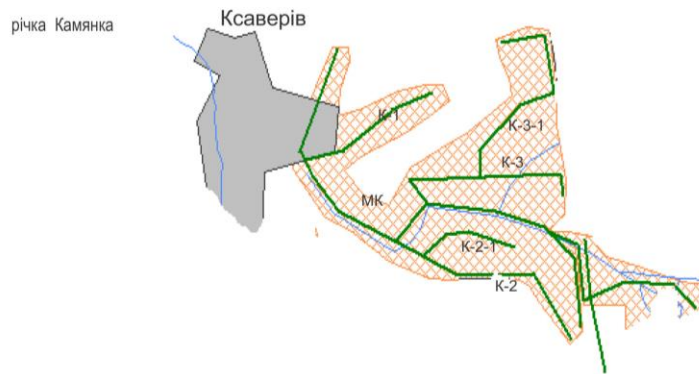 Ксаверів
річка Камянка
К-1
К-3-1
К-3
МК
К-2-1
К-2